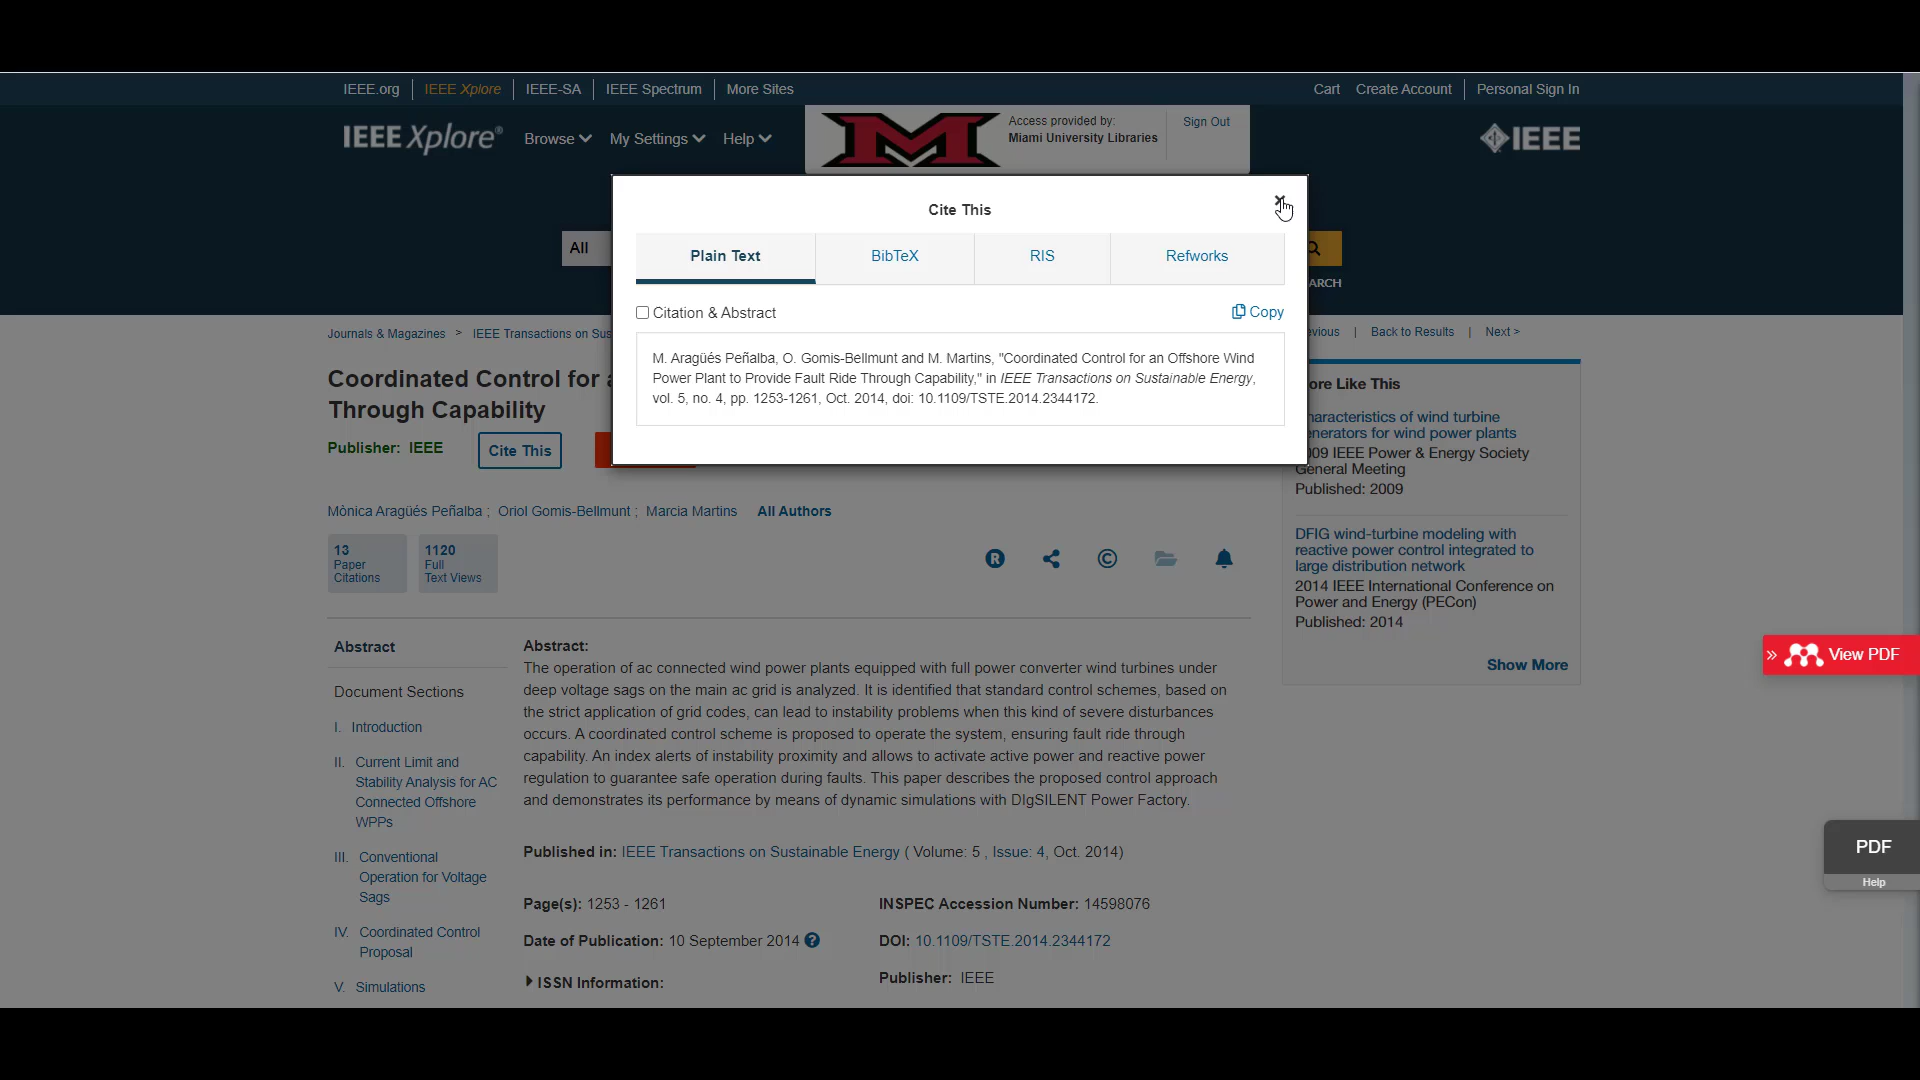 IEEE.org IEEE Xplore IEEE-SA IEEE Spectrum More Sites Cart Create Account Personal Sign In
IEEE Xplore® Browse My Settings Help
M
Access provided by:
Miami University Libraries
Sign Out
IEEE
Cite This
All
Plain Text BibTeX RIS Refworks
ARCH
Citation & Abstract Copy
M. Aragüés Peñalba, O. Gomis-Bellmunt and M. Martins, "Coordinated Control for an Offshore Wind
Power Plant to Provide Fault Ride Through Capability," in IEEE Transactions on Sustainable Energy,
vol. 5, no. 4, pp. 1253-1261, Oct. 2014, doi: 10.1109/TSTE.2014.2344172.
Journals & Magazines > IEEE Transactions on Sus
evious | Back to Results | Next >
Coordinated Control for
Through Capability
Publisher: IEEE Cite This
Mònica Aragüés Peñalba ; Oriol Gomis-Bellmunt ; Marcia Martins All Authors
13
Paper
Citations
1120
Full
Text Views
R
©
ore Like This
haracteristics of wind turbine
enerators for wind power plants
09 IEEE Power & Energy Society
General Meeting
Published: 2009
DFIG wind-turbine modeling with
reactive power control integrated to
large distribution network
2014 IEEE International Conference on
Power and Energy (PECon)
Published: 2014
Show More
» View PDF
PDF
Help
Abstract
Document Sections
I. Introduction
II. Current Limit and
Stability Analysis for AC
Connected Offshore
WPPs
III. Conventional
Operation for Voltage
Sags
IV. Coordinated Control
Proposal
V. Simulations
Abstract:
The operation of ac connected wind power plants equipped with full power converter wind turbines under
deep voltage sags on the main ac grid is analyzed. It is identified that standard control schemes, based on
the strict application of grid codes, can lead to instability problems when this kind of severe disturbances
occurs. A coordinated control scheme is proposed to operate the system, ensuring fault ride through
capability. An index alerts of instability proximity and allows to activate active power and reactive power
regulation to guarantee safe operation during faults. This paper describes the proposed control approach
and demonstrates its performance by means of dynamic simulations with DIgSILENT Power Factory.
Published in: IEEE Transactions on Sustainable Energy ( Volume: 5 , Issue: 4, Oct. 2014)
Page(s): 1253 - 1261 INSPEC Accession Number: 14598076
Date of Publication: 10 September 2014 ? DOI: 10.1109/TSTE.2014.2344172
ISSN Information: Publisher: IEEE